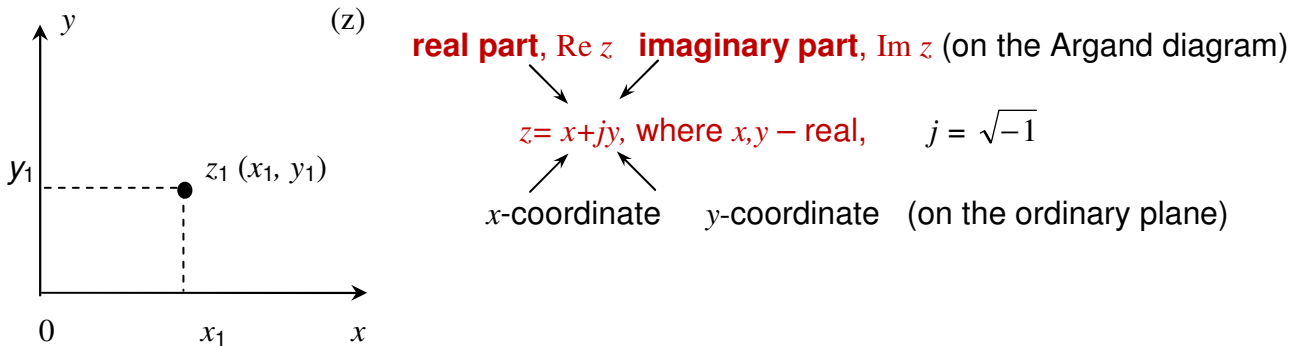 y
(z)
real part, Re z imaginary part, Im z (on the Argand diagram)
z= x+jy, where x,y – real, j = √−1
y₁
z₁ (x₁, y₁)
x-coordinate y-coordinate (on the ordinary plane)
0 x₁ x